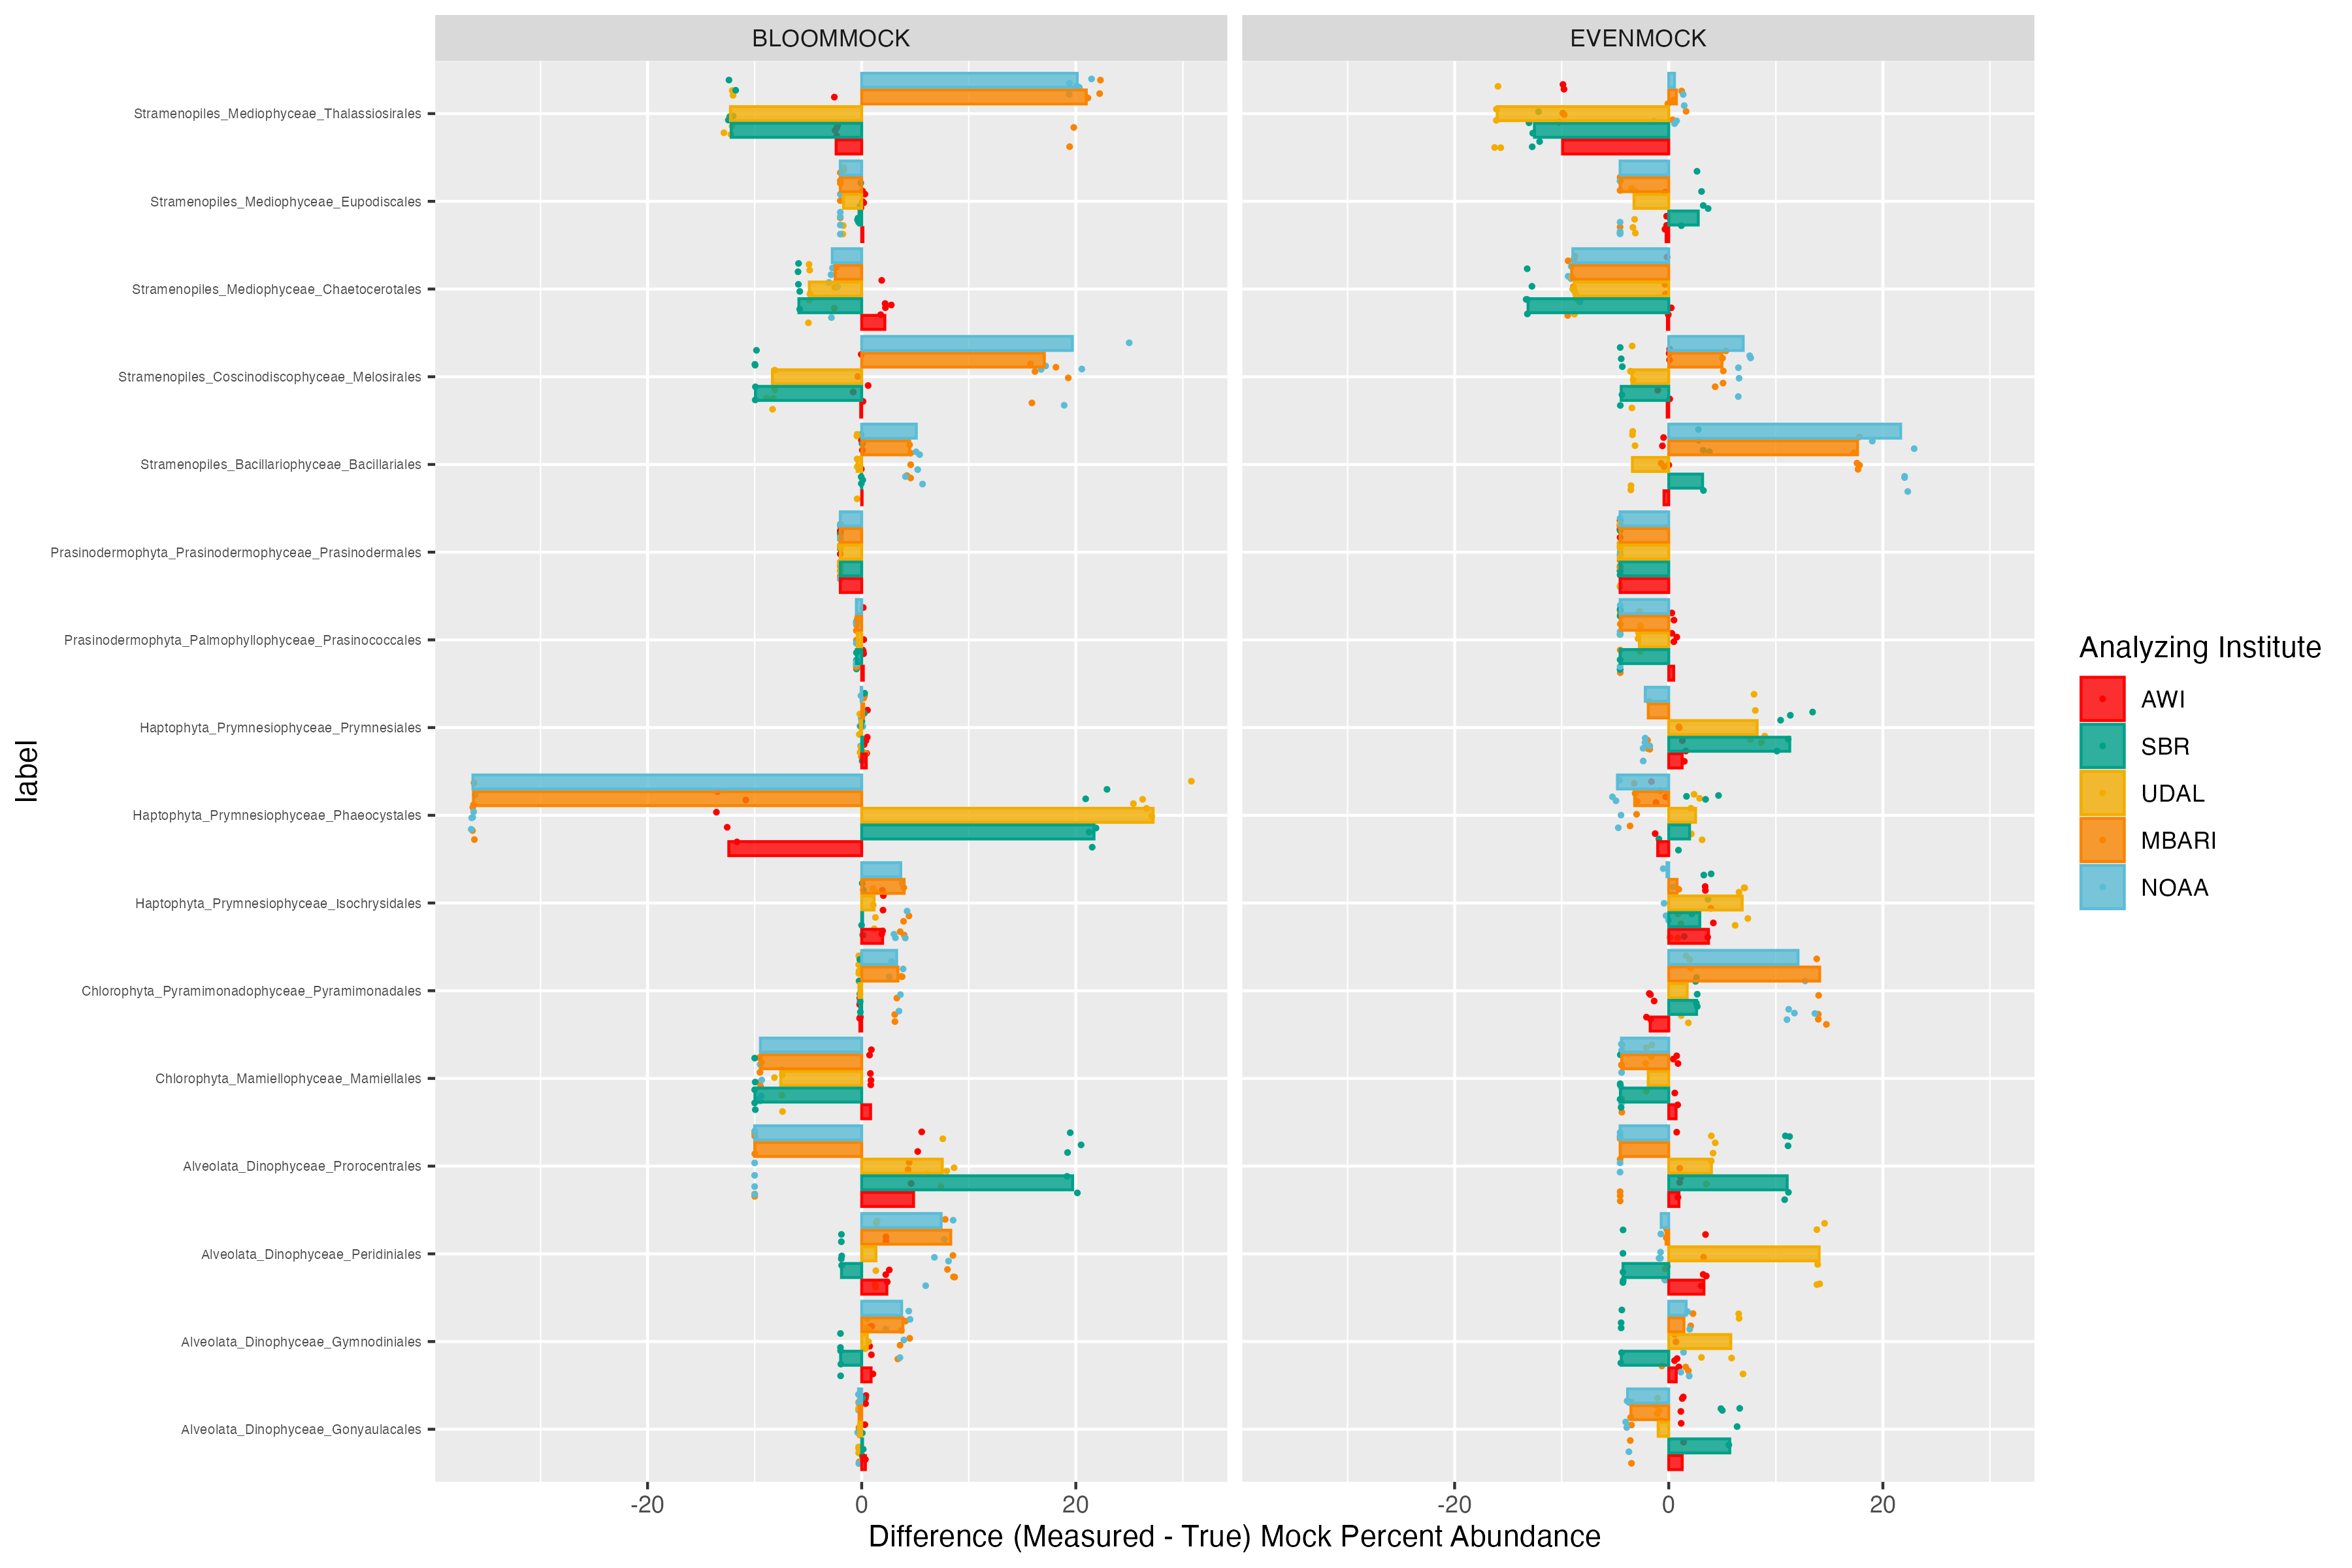 BLOOMMOCK
EVENMOCK
Stramenopiles_Mediophyceae_Thalassiosirales
Stramenopiles_Mediophyceae_Eupodiscales
Stramenopiles_Mediophyceae_Chaetocerotales
Stramenopiles_Coscinodiscophyceae_Melosirales
Stramenopiles_Bacillariophyceae_Bacillariales
Prasinodermophyta_Prasinodermophyceae_Prasinodermales
Prasinodermophyta_Palmophyllophyceae_Prasinococcales
Haptophyta_Prymnesiophyceae_Prymnesiales
Haptophyta_Prymnesiophyceae_Phaeocystales
Haptophyta_Prymnesiophyceae_Isochrysidales
Chlorophyta_Pyramimonadophyceae_Pyramimonadales
Chlorophyta_Mamiellophyceae_Mamiellales
Alveolata_Dinophyceae_Prorocentrales
Alveolata_Dinophyceae_Peridiniales
Alveolata_Dinophyceae_Gymnodiniales
Alveolata_Dinophyceae_Gonyaulacales
label
-20 0 20
-20 0 20
Difference (Measured - True) Mock Percent Abundance
Analyzing Institute
AWI
SBR
UDAL
MBARI
NOAA